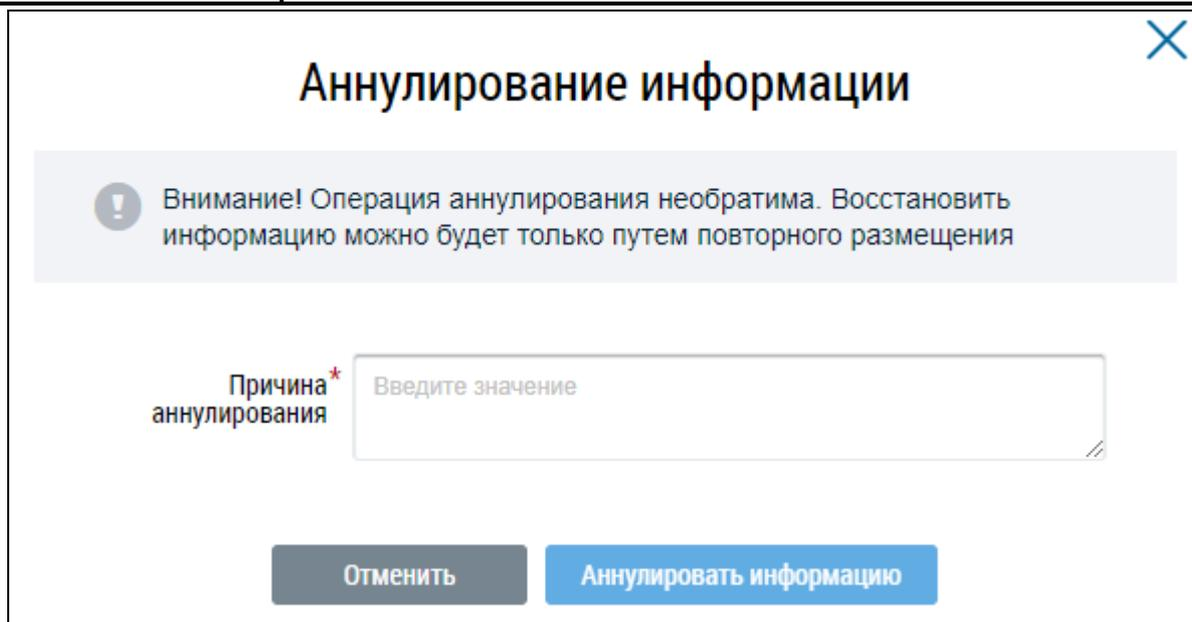 Аннулирование информации
Внимание! Операция аннулирования необратима. Восстановить
информацию можно будет только путем повторного размещения
Причина*
аннулирования
Введите значение
Отменить
Аннулировать информацию